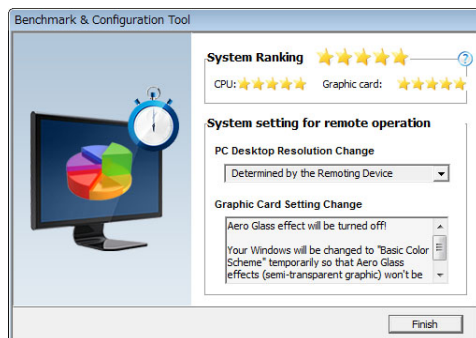 Benchmark & Configuration Tool
System Ranking
?
CPU:
Graphic card:
System setting for remote operation
PC Desktop Resolution Change
Determined by the Remoting Device
Graphic Card Setting Change
Aero Glass effect will be turned off!
Your Windows will be changed to "Basic Color
Scheme" temporarily so that Aero Glass
effects (semi-transparent graphic) won't be
Finish